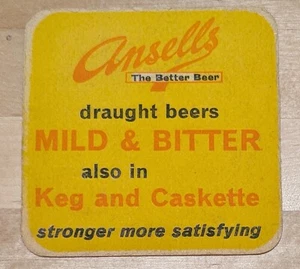 Ansells
The Better Beer
draught beers
MILD & BITTER
also in
Keg and Caskette
stronger more satisfying